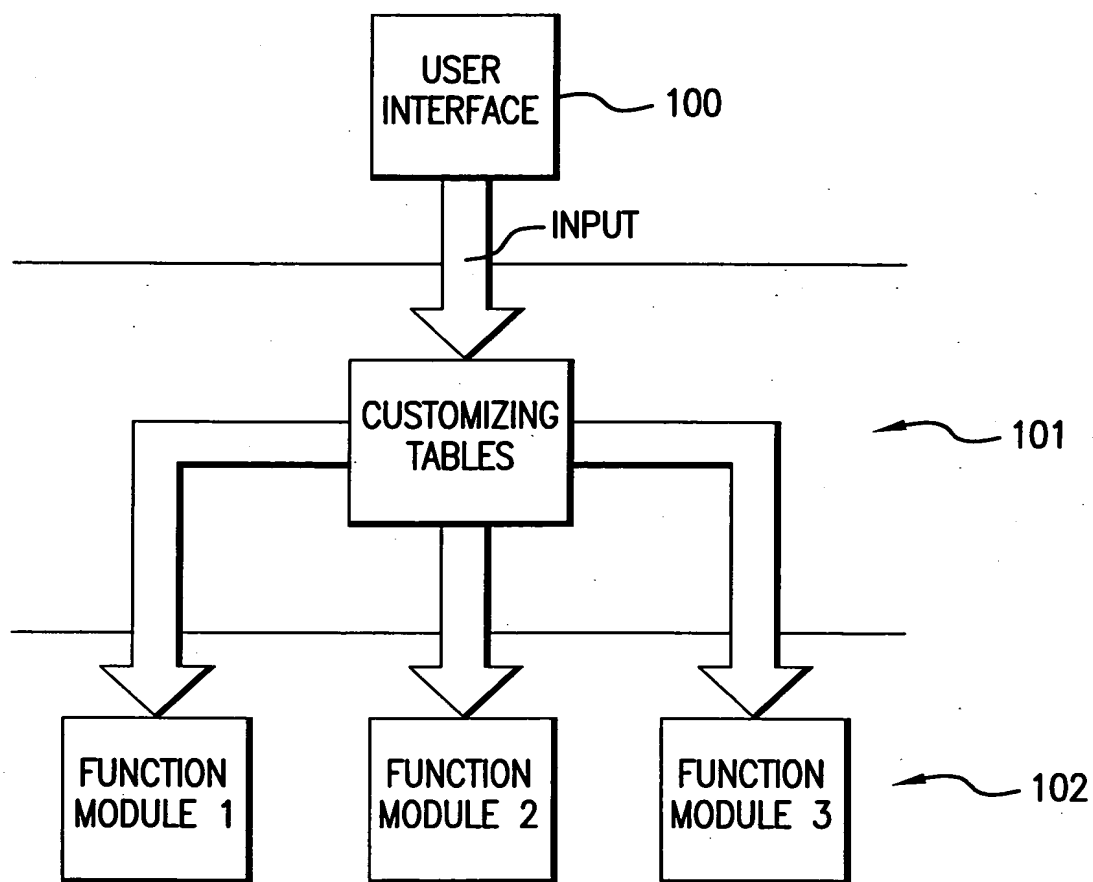 USER
INTERFACE
100
INPUT
CUSTOMIZING
TABLES
101
FUNCTION
MODULE 1
FUNCTION
MODULE 2
FUNCTION
MODULE 3
102